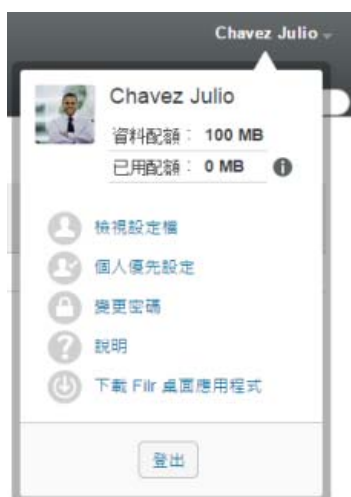 Chavez Julio
Chavez Julio
資料配額： 100 MB
已用配額： 0 MB
檢視設定檔
個人優先設定
變更密碼
說明
下載 Filr 桌面應用程式
登出